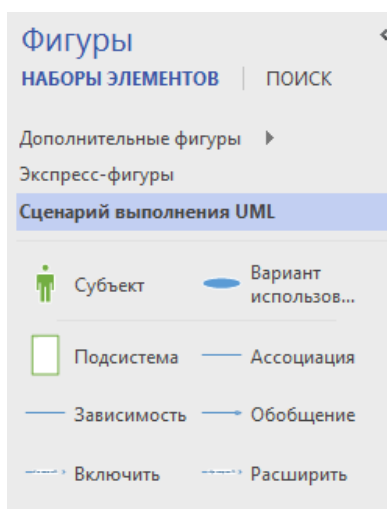 Фигуры
НАБОРЫ ЭЛЕМЕНТОВ ПОИСК
Дополнительные фигуры
Экспресс-фигуры
Сценарий выполнения UML
Субъект
Вариант
использов...
Подсистема
Ассоциация
Зависимость
Обобщение
Включить
Расширить